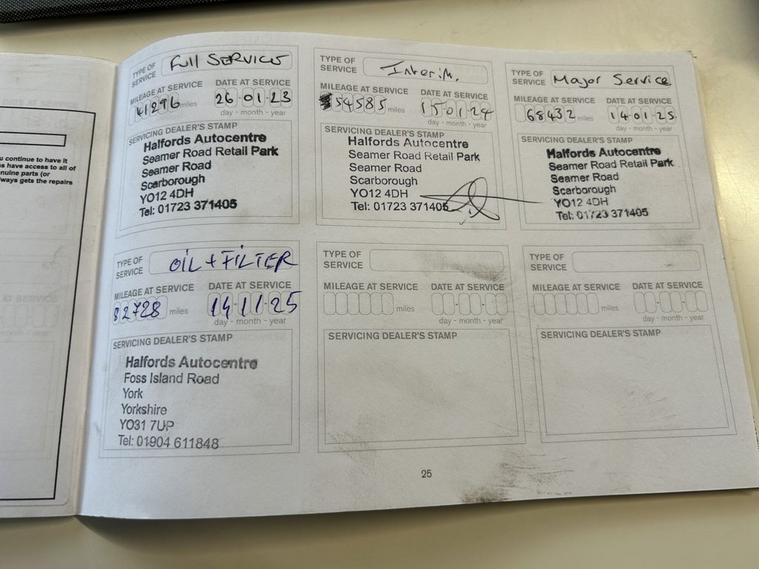 u continue to have it
s have access to all of
nuine parts (or
lways gets the repairs
TYPE OF SERVICE Full SERVICE
MILEAGE AT SERVICE DATE AT SERVICE
41296 miles 26-01-23
day - month - year
SERVICING DEALER'S STAMP
Halfords Autocentre
Seamer Road Retail Park
Seamer Road
Scarborough
YO12 4DH
Tel: 01723 371405
TYPE OF SERVICE Interim.
MILEAGE AT SERVICE DATE AT SERVICE
54585 miles 15-01-24
day - month - year
SERVICING DEALER'S STAMP
Halfords Autocentre
Seamer Road Retail Park
Seamer Road
Scarborough
YO12 4DH
Tel: 01723 371405
TYPE OF SERVICE Major Service
MILEAGE AT SERVICE DATE AT SERVICE
68432 miles 14-01-25
day - month - year
SERVICING DEALER'S STAMP
Halfords Autocentre
Seamer Road Retail Park
Seamer Road
Scarborough
YO12 4DH
Tel: 01723 371405
TYPE OF SERVICE OIL + FILTER
MILEAGE AT SERVICE DATE AT SERVICE
82728 miles 14-11-25
day - month - year
SERVICING DEALER'S STAMP
Halfords Autocentre
Foss Island Road
York
Yorkshire
YO31 7UP
Tel: 01904 611848
TYPE OF SERVICE
MILEAGE AT SERVICE DATE AT SERVICE
miles
day - month - year
SERVICING DEALER'S STAMP
TYPE OF SERVICE
MILEAGE AT SERVICE DATE AT SERVICE
miles
day - month - year
SERVICING DEALER'S STAMP
25